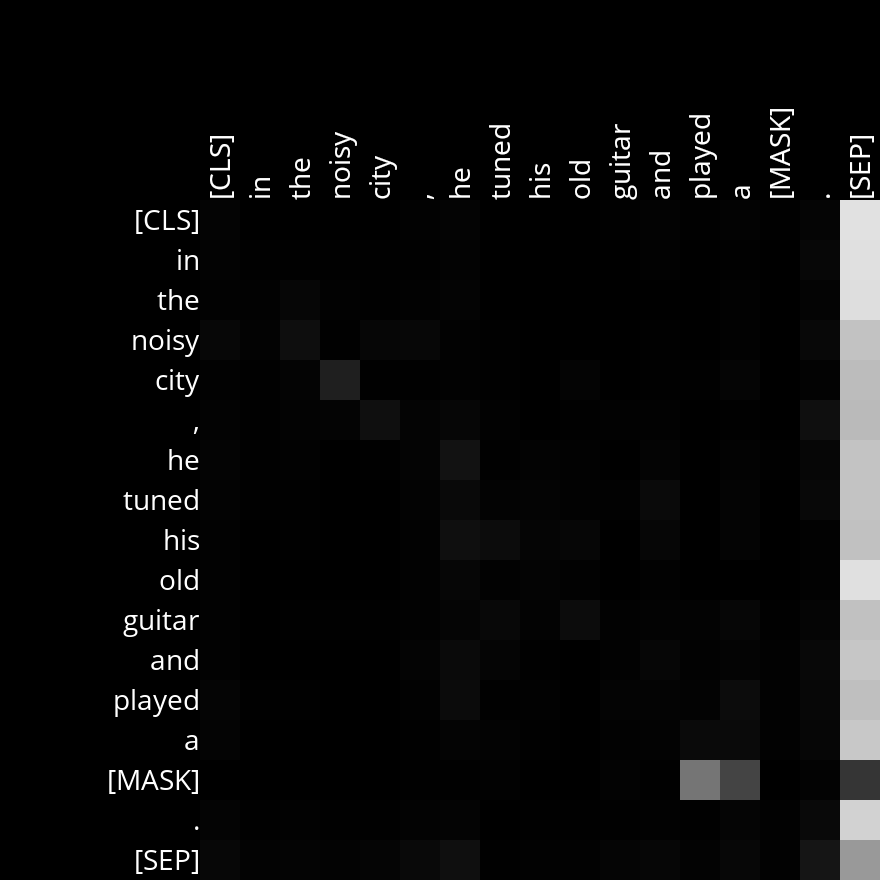 [CLS] in the noisy city , he tuned his old guitar and played a [MASK] . [SEP]
[CLS]
in
the
noisy
city
,
he
tuned
his
old
guitar
and
played
a
[MASK]
.
[SEP]